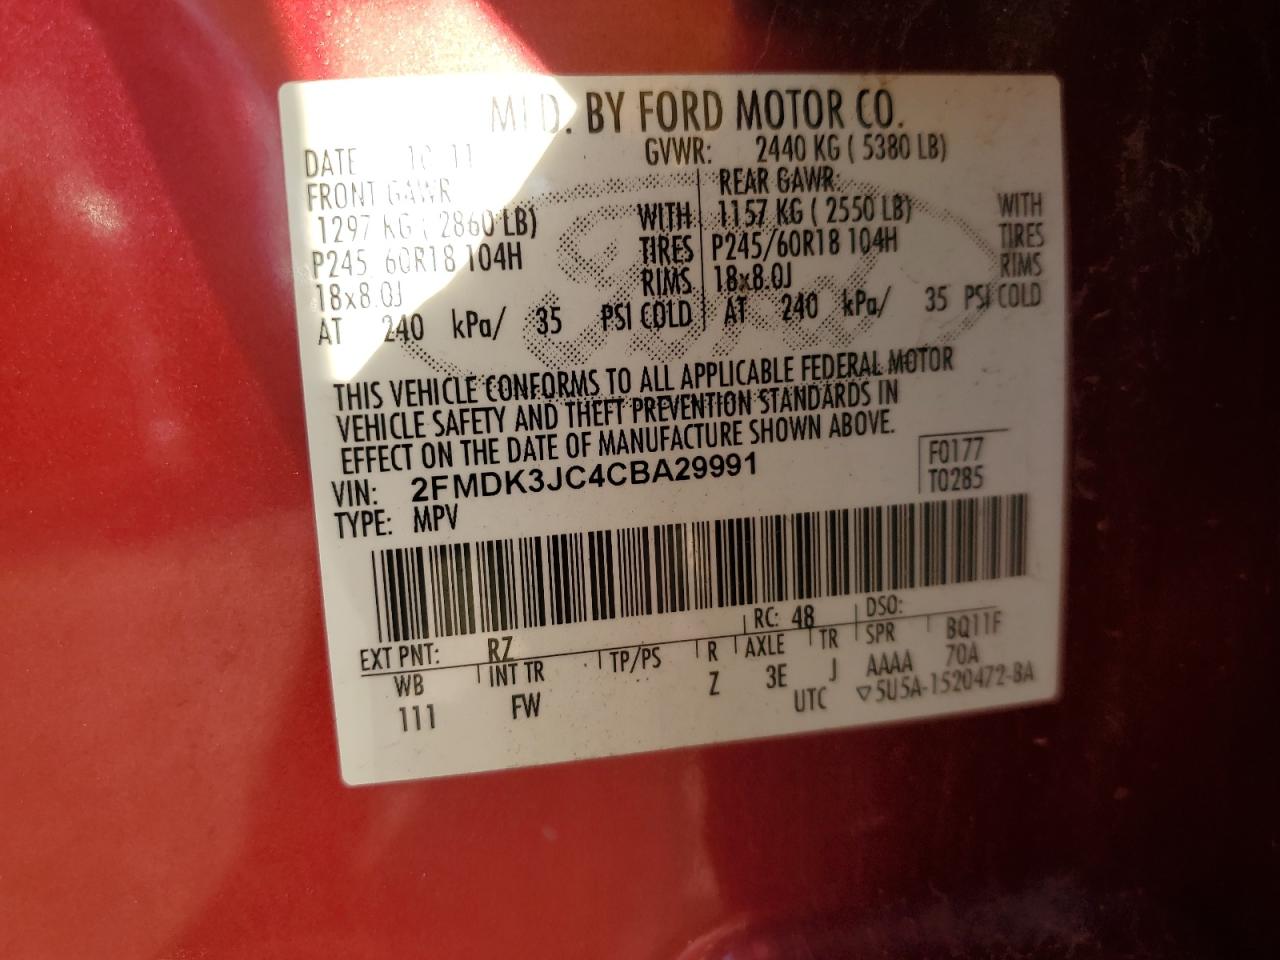 MFD. BY FORD MOTOR CO.
DATE 10 11 GVWR: 2440 KG ( 5380 LB)
FRONT GAWR REAR GAWR:
1297 KG ( 2860 LB) WITH 1157 KG ( 2550 LB) WITH
P245 60R18 104H TIRES P245/60R18 104H TIRES
18x8.0J RIMS 18x8.0J RIMS
AT 240 kPa/ 35 PSI COLD AT 240 kPa/ 35 PSI COLD
THIS VEHICLE CONFORMS TO ALL APPLICABLE FEDERAL MOTOR
VEHICLE SAFETY AND THEFT PREVENTION STANDARDS IN
EFFECT ON THE DATE OF MANUFACTURE SHOWN ABOVE.
VIN: 2FMDK3JC4CBA29991 F0177
TYPE: MPV T0285
EXT PNT: RZ RC: 48 DSO:
WB INT TR TP/PS R AXLE TR SPR BQ11F
111 FW Z 3E J AAAA 70A
UTC ▽5U5A-1520472-BA